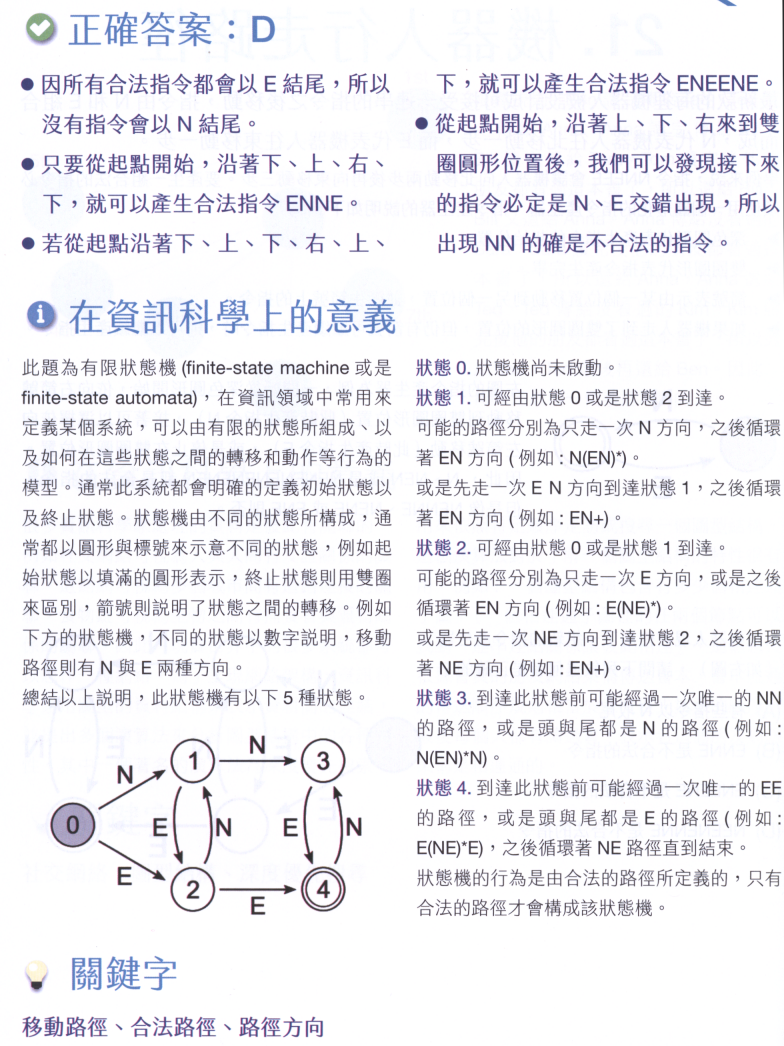 正確答案：D
● 因所有合法指令都會以 E 結尾，所以
沒有指令會以 N 結尾。
● 只要從起點開始，沿著下、上、右、
下，就可以產生合法指令 ENNE。
● 若從起點沿著下、上、下、右、上、
下，就可以產生合法指令 ENEENE。
● 從起點開始，沿著上、下、右來到雙
圈圓形位置後，我們可以發現接下來
的指令必定是 N、E 交錯出現，所以
出現 NN 的確是不合法的指令。
在資訊科學上的意義
此題為有限狀態機 (finite-state machine 或是
finite-state automata)，在資訊領域中常用來
定義某個系統，可以由有限的狀態所組成、以
及如何在這些狀態之間的轉移和動作等行為的
模型。通常此系統都會明確的定義初始狀態以
及終止狀態。狀態機由不同的狀態所構成，通
常都以圓形與標號來示意不同的狀態，例如起
始狀態以填滿的圓形表示，終止狀態則用雙圈
來區別，箭號則説明了狀態之間的轉移。例如
下方的狀態機，不同的狀態以數字説明，移動
路徑則有 N 與 E 兩種方向。
總結以上説明，此狀態機有以下 5 種狀態。
1 N 3
N
0 E N E N
E
2 E 4
狀態 0. 狀態機尚未啟動。
狀態 1. 可經由狀態 0 或是狀態 2 到達。
可能的路徑分別為只走一次 N 方向，之後循環
著 EN 方向 ( 例如 : N(EN)*)。
或是先走一次 E N 方向到達狀態 1，之後循環
著 EN 方向 ( 例如 : EN+)。
狀態 2. 可經由狀態 0 或是狀態 1 到達。
可能的路徑分別為只走一次 E 方向，或是之後
循環著 EN 方向 ( 例如 : E(NE)*)。
或是先走一次 NE 方向到達狀態 2，之後循環
著 NE 方向 ( 例如 : EN+)。
狀態 3. 到達此狀態前可能經過一次唯一的 NN
的路徑，或是頭與尾都是 N 的路徑 ( 例如 :
N(EN)*N)。
狀態 4. 到達此狀態前可能經過一次唯一的 EE
的路徑，或是頭與尾都是 E 的路徑 ( 例如 :
E(NE)*E)，之後循環著 NE 路徑直到結束。
狀態機的行為是由合法的路徑所定義的，只有
合法的路徑才會構成該狀態機。
關鍵字
移動路徑、合法路徑、路徑方向